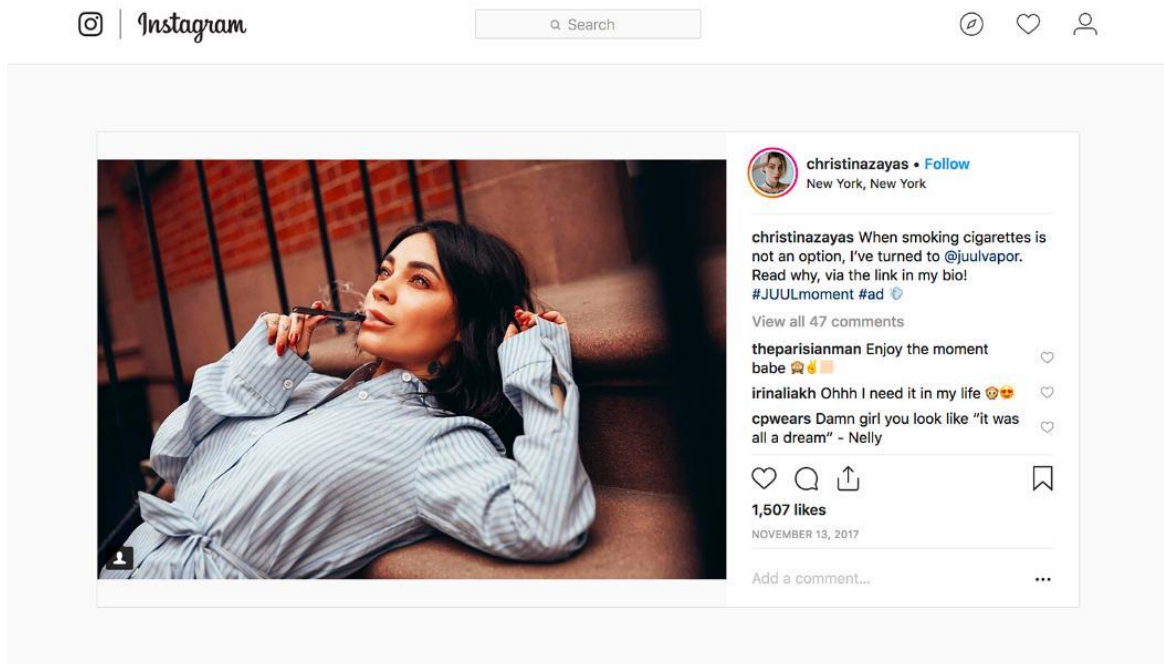 Instagram
Search
christinazayas • Follow
New York, New York
christinazayas When smoking cigarettes is
not an option, I've turned to @juulvapor.
Read why, via the link in my bio!
#JUULmoment #ad
View all 47 comments
theparisianman Enjoy the moment
babe
irinaliakh Ohhh I need it in my life
cpwears Damn girl you look like “it was
all a dream” - Nelly
1,507 likes
NOVEMBER 13, 2017
Add a comment...